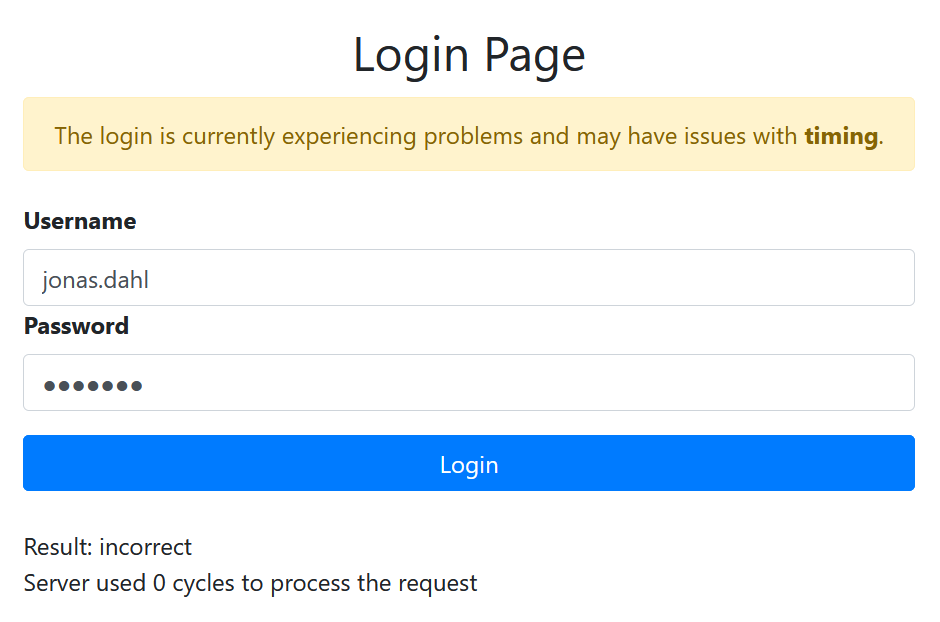 Login Page
The login is currently experiencing problems and may have issues with timing.
Username
jonas.dahl
Password
•••••••
Login
Result: incorrect
Server used 0 cycles to process the request